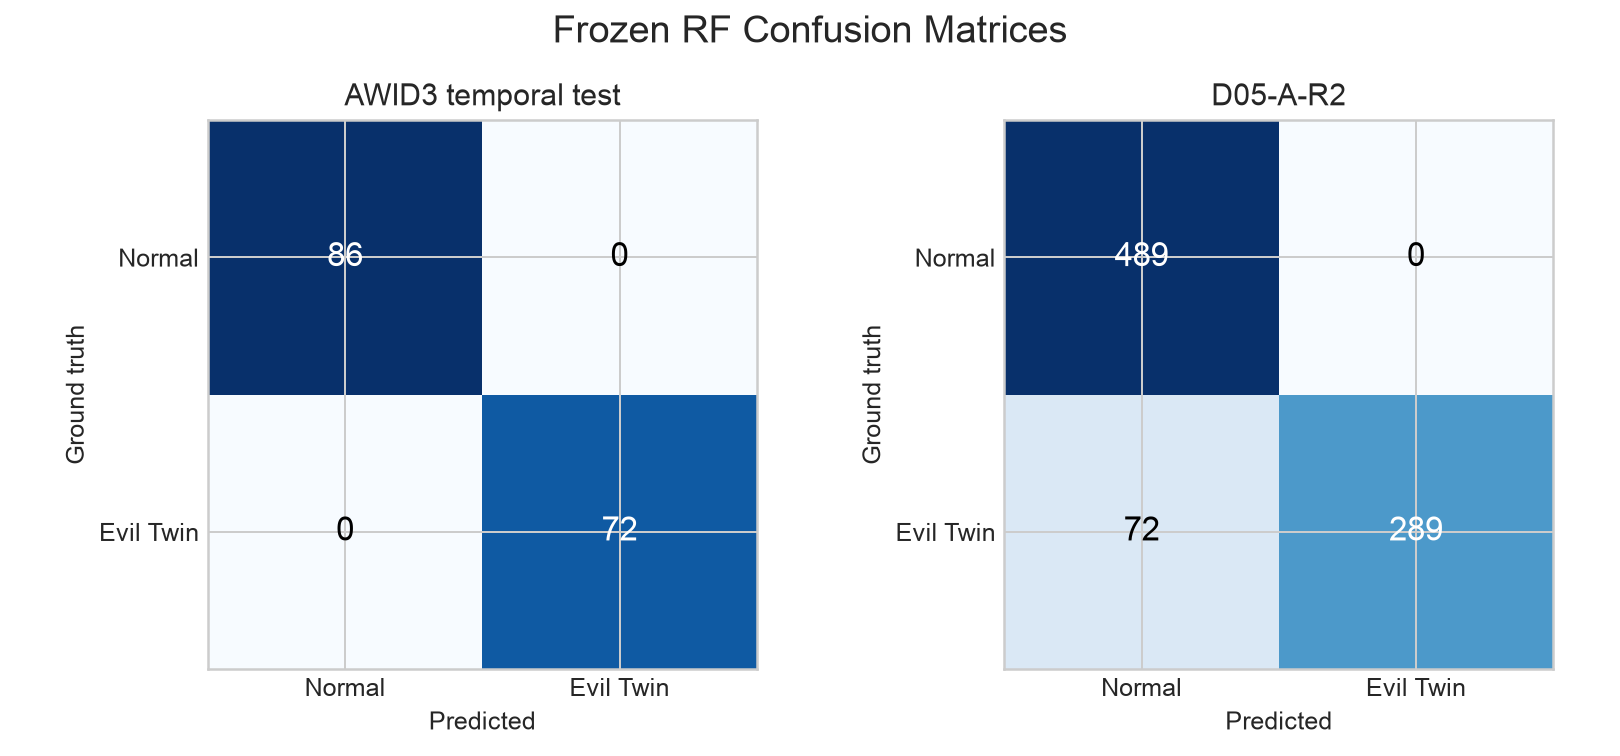 Frozen RF Confusion Matrices
AWID3 temporal test
Ground truth
Normal
86
0
Evil Twin
0
72
Normal
Evil Twin
Predicted
D05-A-R2
Ground truth
Normal
489
0
Evil Twin
72
289
Normal
Evil Twin
Predicted